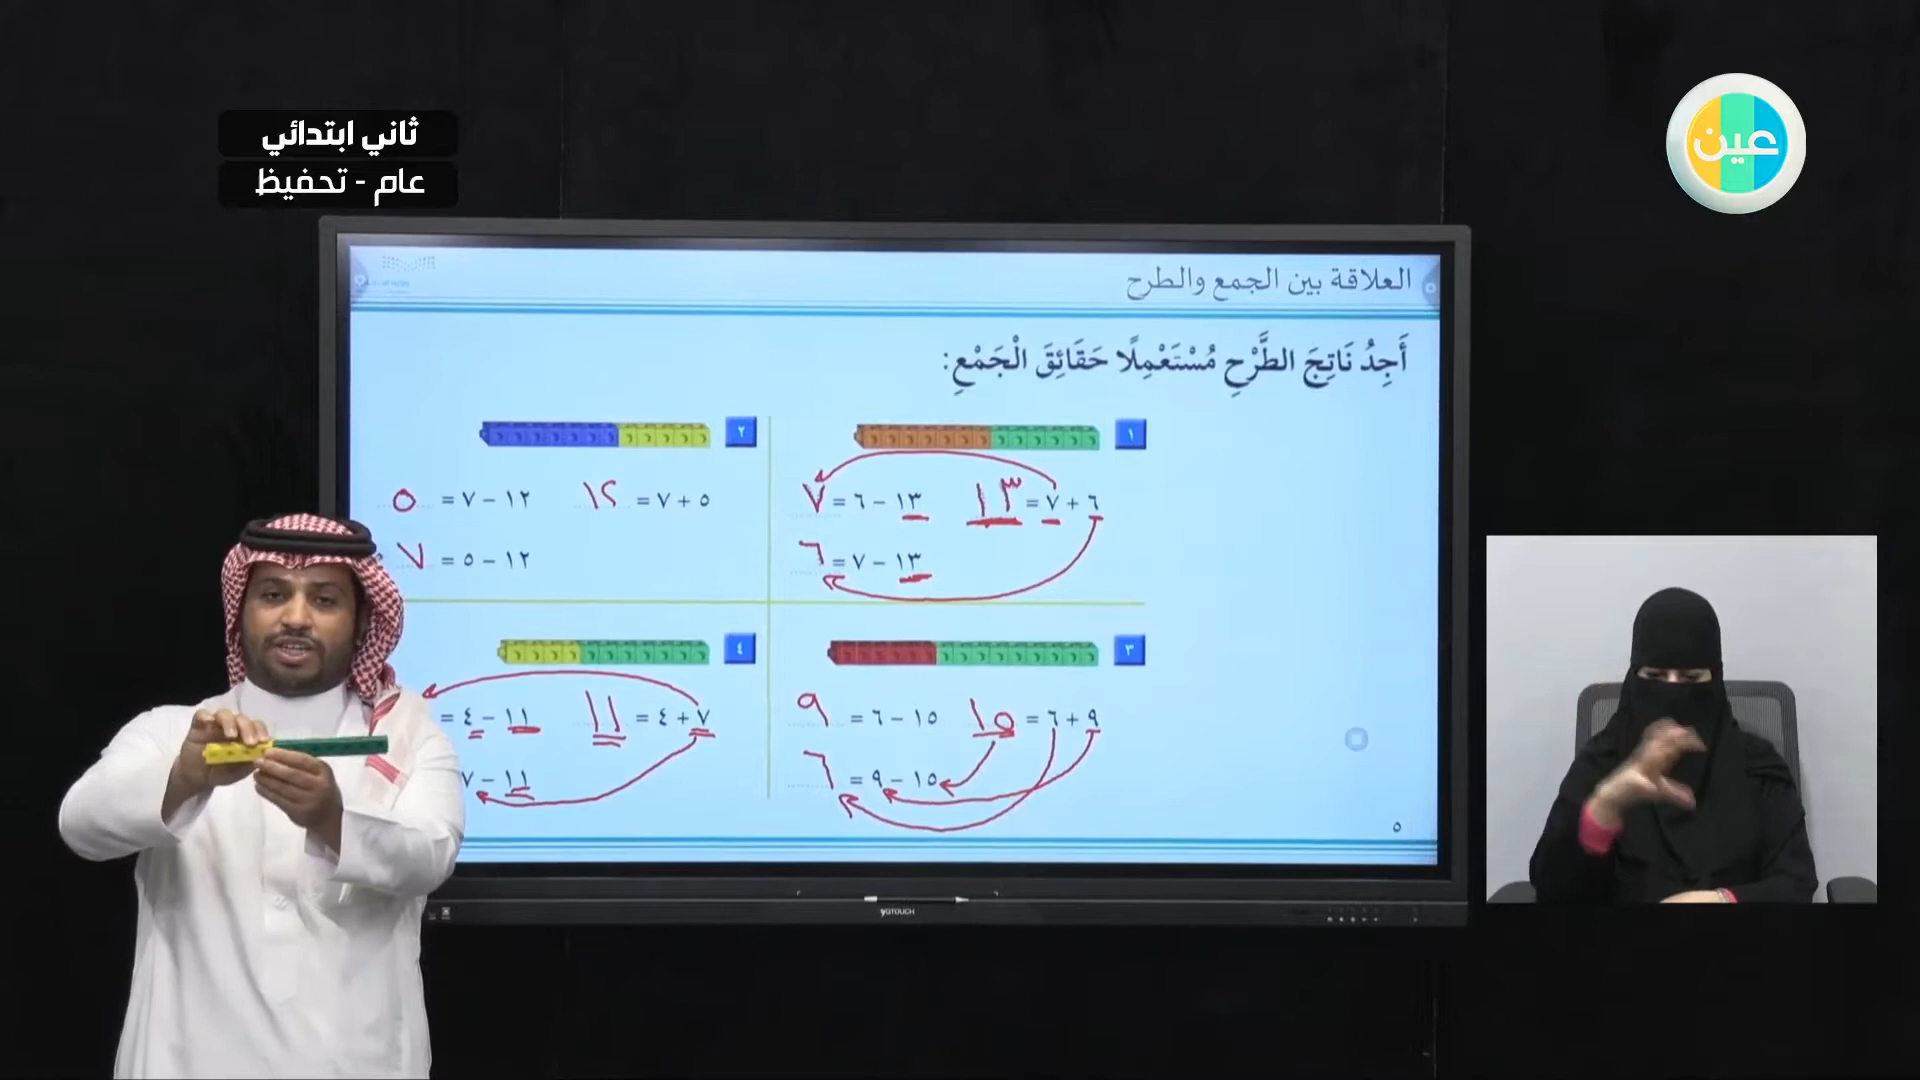 ثاني ابتدائي
عام - تحفيظ
عين
العلاقة بين الجمع والطرح
أَجِدُ نَاتِجَ الطَّرْحِ مُسْتَعْمِلًا حَقَائِقَ الْجَمْعِ:
١
٦ + ٧ = ١٣
١٣ – ٦ = ٧
١٣ – ٧ = ٦
٢
٥ + ٧ = ١٢
١٢ – ٧ = ٥
١٢ – ٥ = ٧
٣
٩ + ٦ = ١٥
١٥ – ٦ = ٩
١٥ – ٩ = ٦
٤
٧ + ٤ = ١١
١١ – ٤ =
١١ – ٧
٥